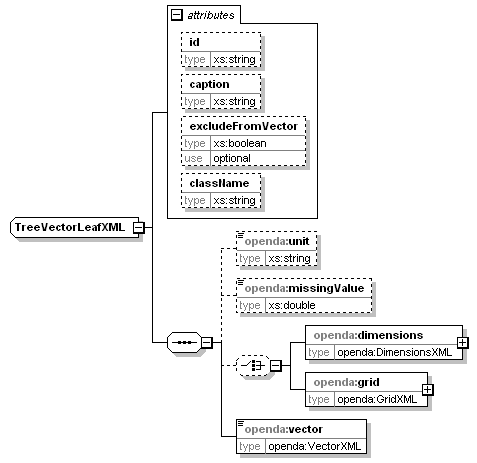 attributes
id
type xs:string
caption
type xs:string
excludeFromVector
type xs:boolean
use optional
className
type xs:string
TreeVectorLeafXML
openda:unit
type xs:string
openda:missingValue
type xs:double
openda:dimensions
type openda:DimensionsXML
openda:grid
type openda:GridXML
openda:vector
type openda:VectorXML